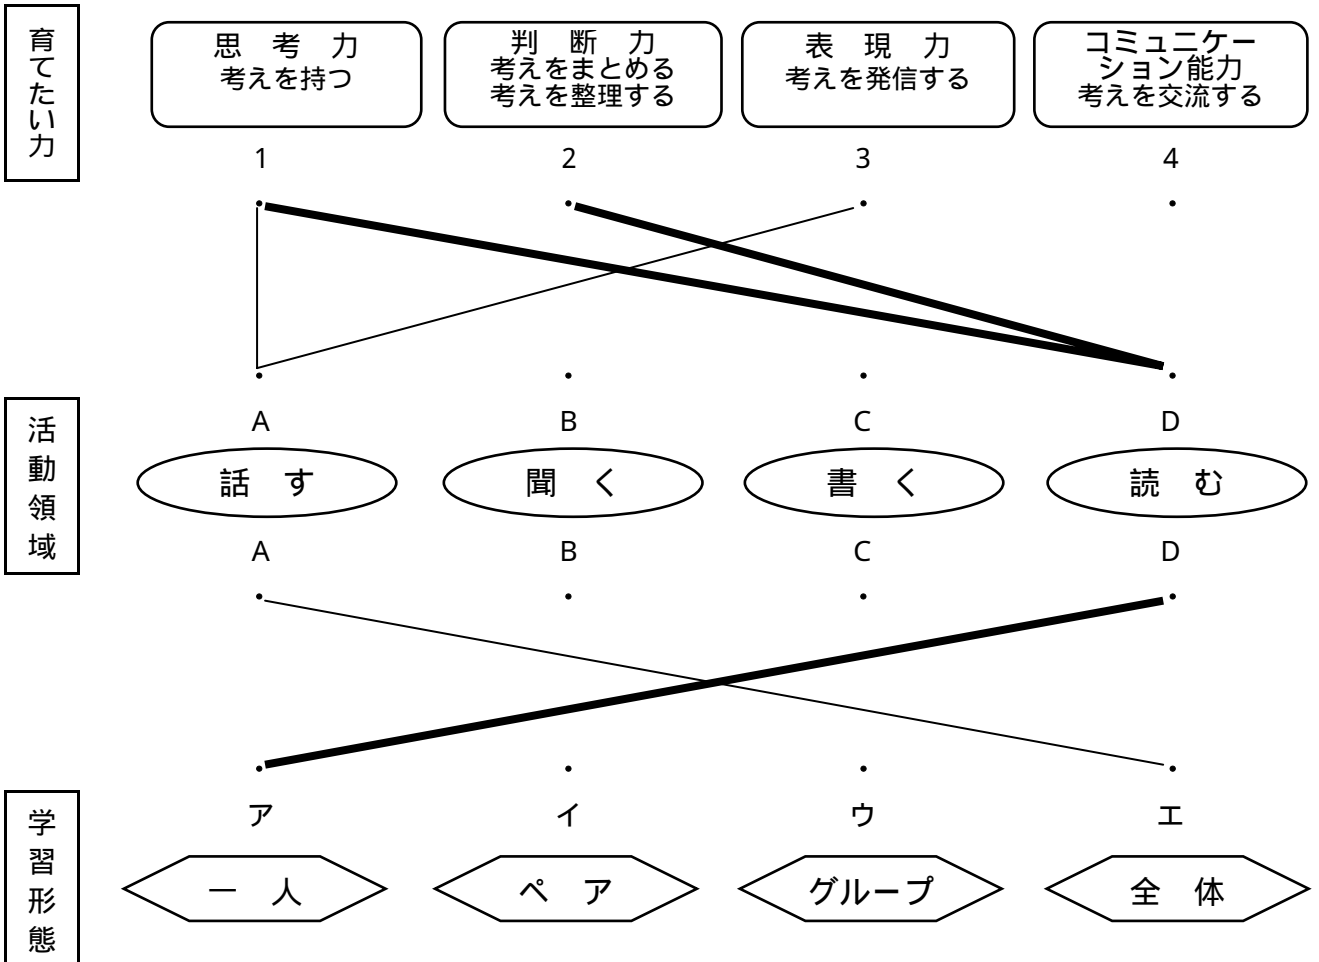 育てたい力
思 考 力
考えを持つ
判 断 力
考えをまとめる
考えを整理する
表 現 力
考えを発信する
コミュニケー
ション能力
考えを交流する
1 2 3 4
活動領域
A B C D
話 す
聞 く
書 く
読 む
A B C D
学習形態
ア イ ウ エ
一 人
ペ ア
グループ
全 体